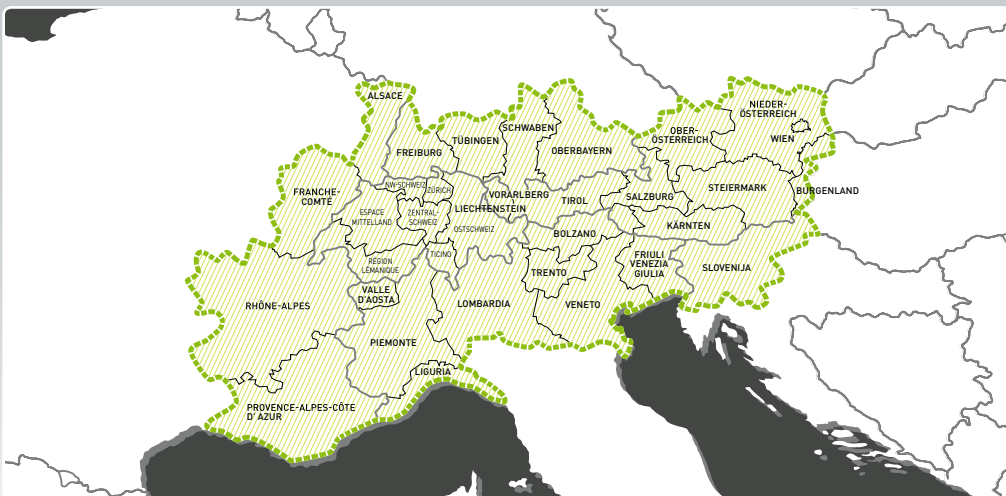 ALSACE
NIEDER-
ÖSTERREICH
SCHWABEN
OBER-
ÖSTERREICH
WIEN
TÜBINGEN
FREIBURG
OBERBAYERN
NW-SCHWEIZ
ZÜRICH
FRANCHE-
COMTÉ
VORARLBERG
TIROL
SALZBURG
STEIERMARK
BURGENLAND
ESPACE
MITTELLAND
ZENTRAL-
SCHWEIZ
LIECHTENSTEIN
OSTSCHWEIZ
BOLZANO
KÄRNTEN
RÉGION
LÉMANIQUE
TICINO
TRENTO
FRIULI
VENEZIA
GIULIA
SLOVENIJA
VALLE
D'AOSTA
RHÔNE-ALPES
LOMBARDIA
VENETO
PIEMONTE
LIGURIA
PROVENCE-ALPES-CÔTE
D' AZUR